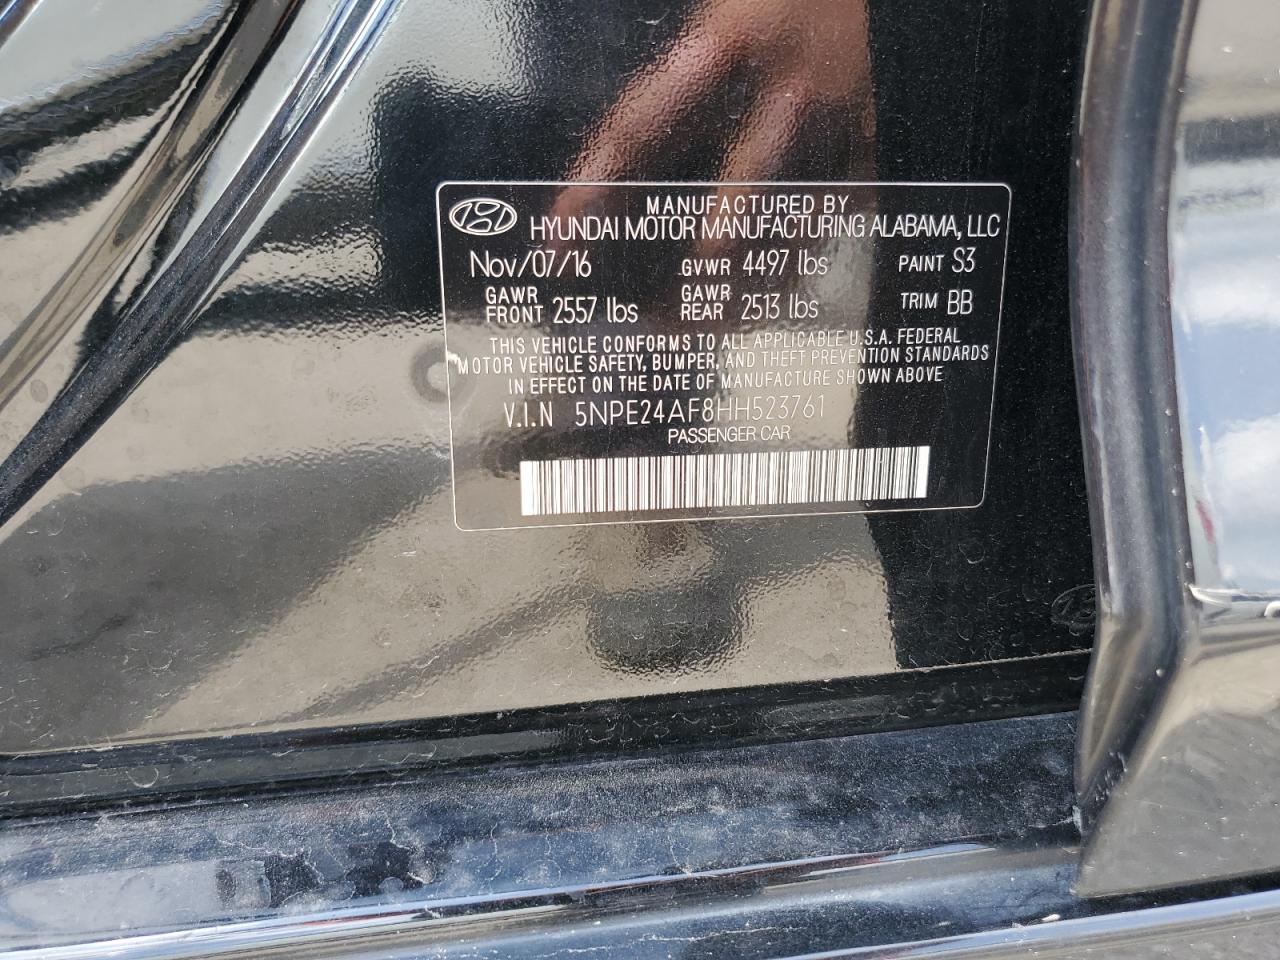 MANUFACTURED BY
HYUNDAI MOTOR MANUFACTURING ALABAMA, LLC
Nov/07/16 GVWR 4497 lbs PAINT S3
GAWR FRONT 2557 lbs GAWR REAR 2513 lbs TRIM BB
THIS VEHICLE CONFORMS TO ALL APPLICABLE U.S.A. FEDERAL
MOTOR VEHICLE SAFETY, BUMPER, AND THEFT PREVENTION STANDARDS
IN EFFECT ON THE DATE OF MANUFACTURE SHOWN ABOVE
V.I.N 5NPE24AF8HH523761
PASSENGER CAR